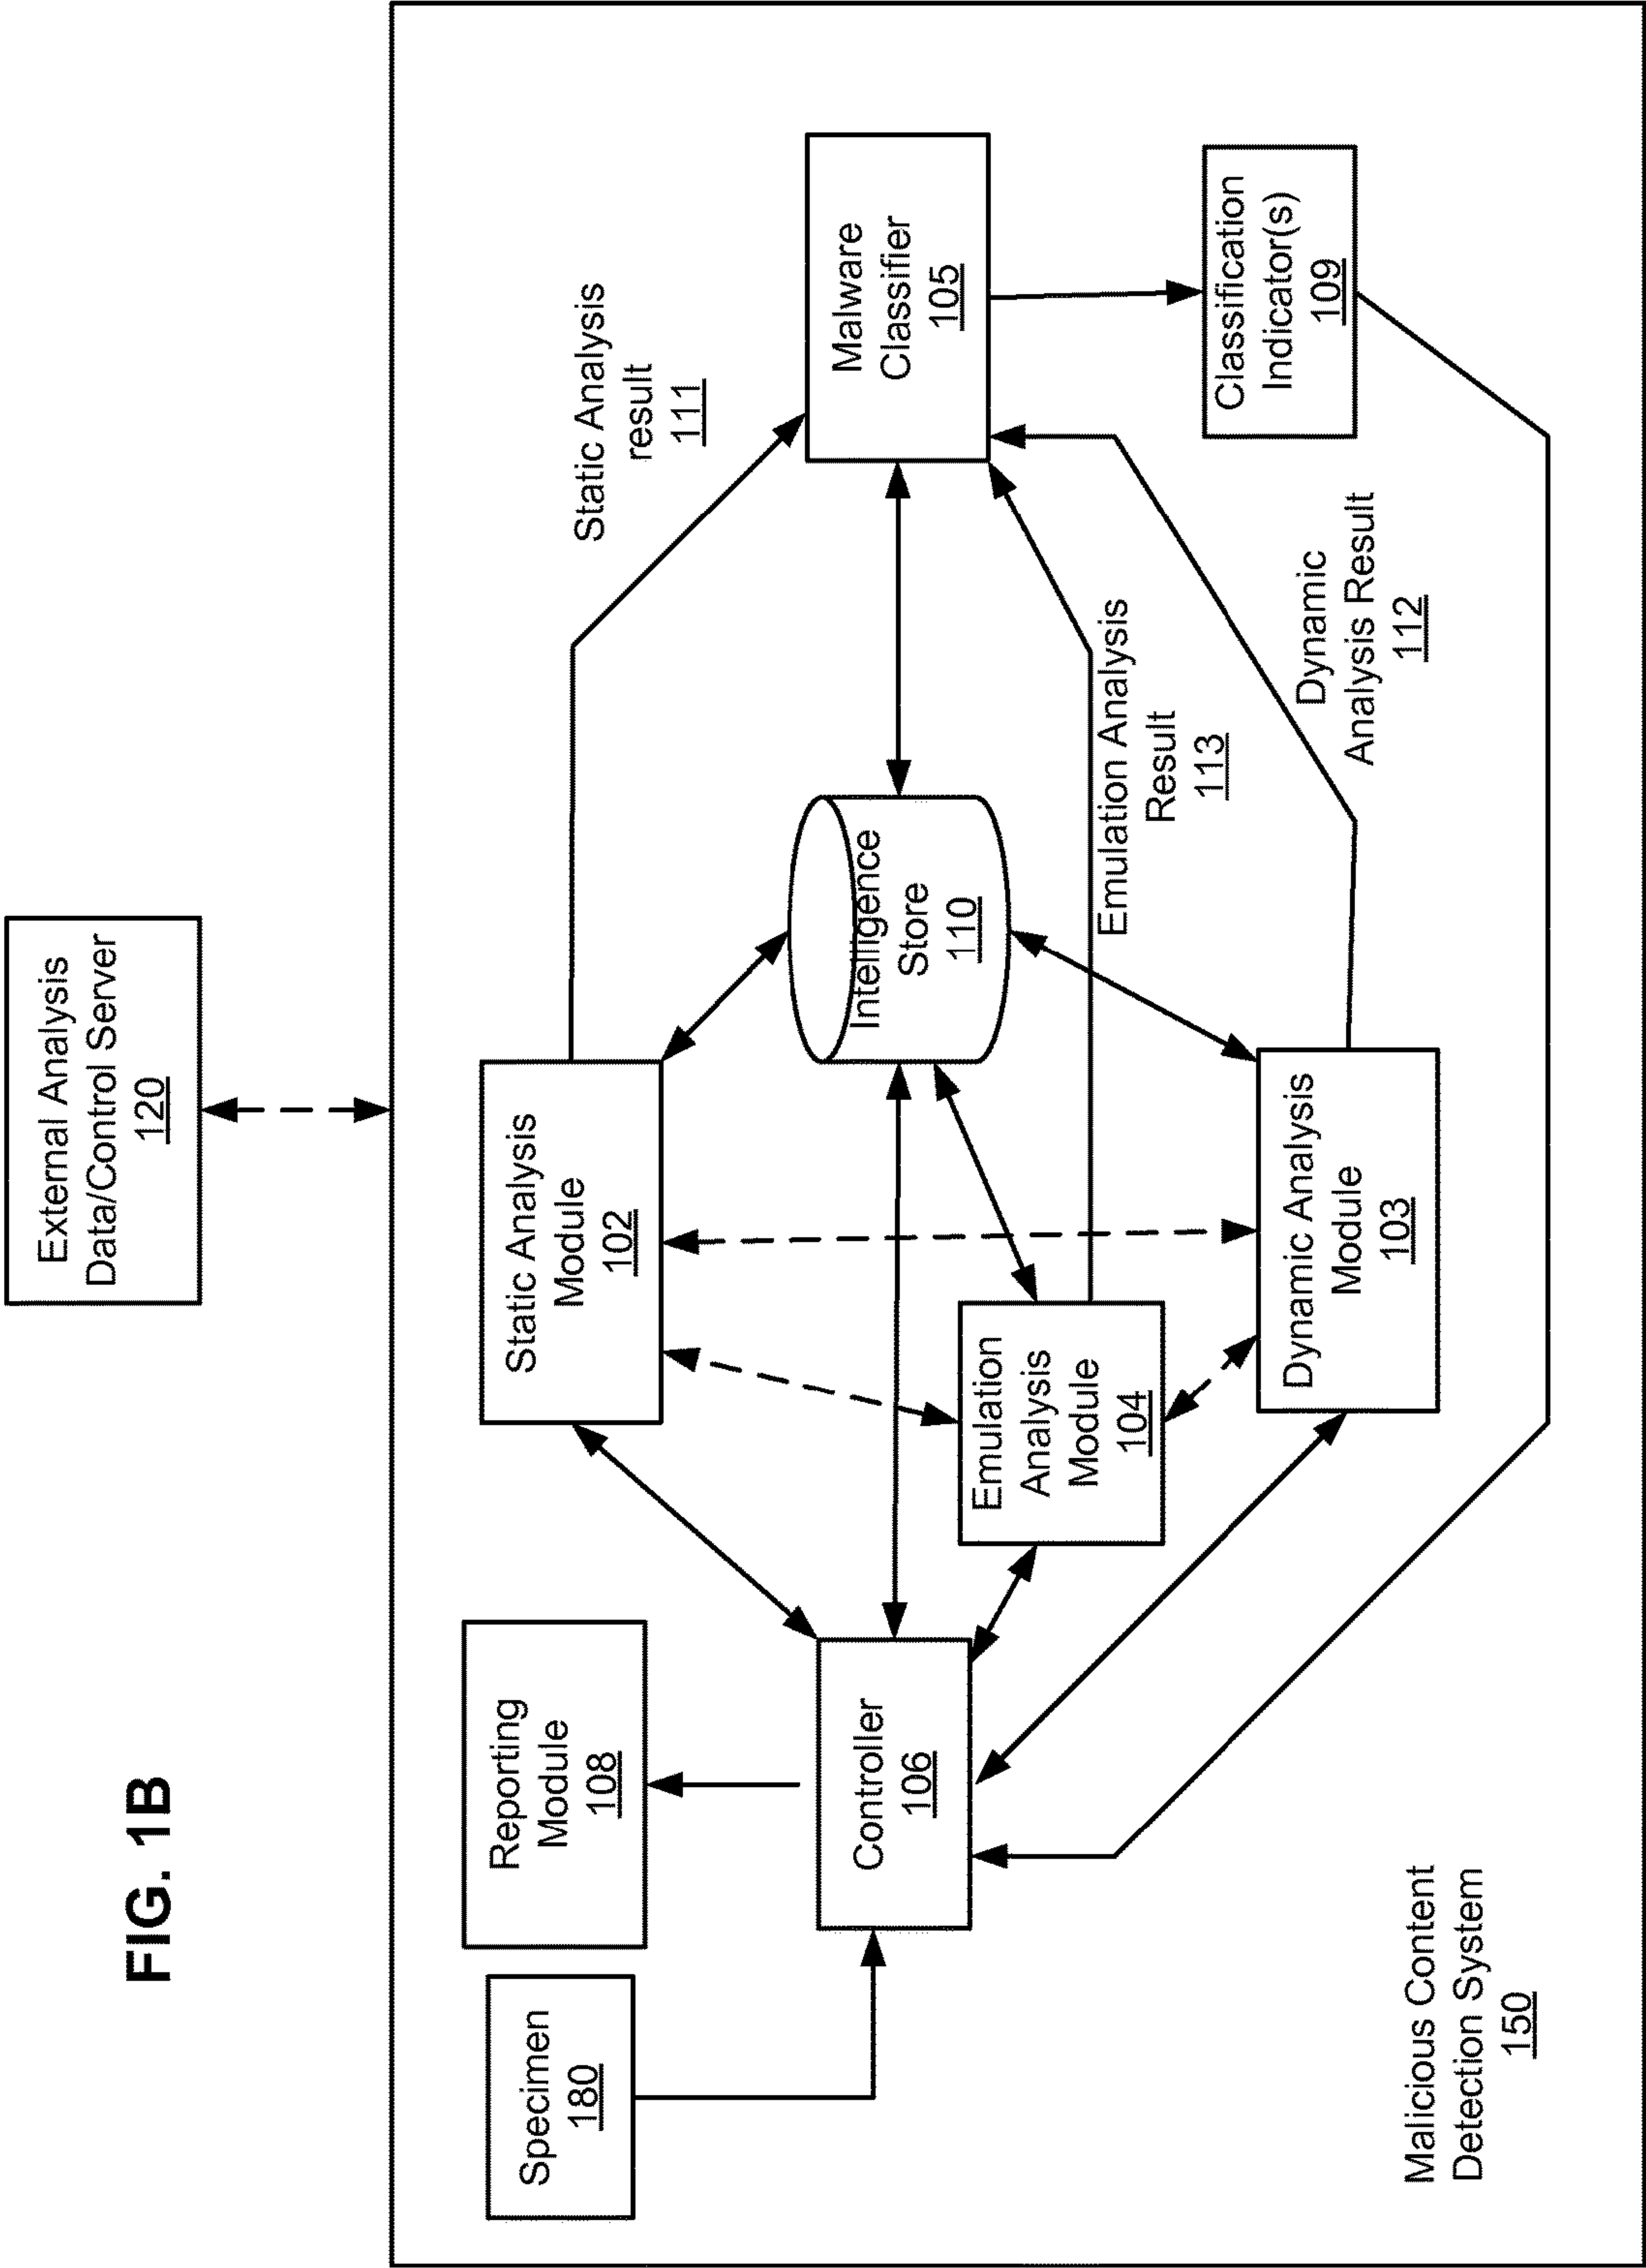 FIG. 1B
External Analysis
Data/Control Server
120
Specimen
180
Reporting
Module
108
Static Analysis
Module
102
Static Analysis
result
111
Controller
106
Emulation
Analysis
Module
104
Intelligence
Store
110
Malware
Classifier
105
Emulation Analysis
Result
113
Dynamic Analysis
Module
103
Dynamic
Analysis Result
112
Classification
Indicator(s)
109
Malicious Content
Detection System
150